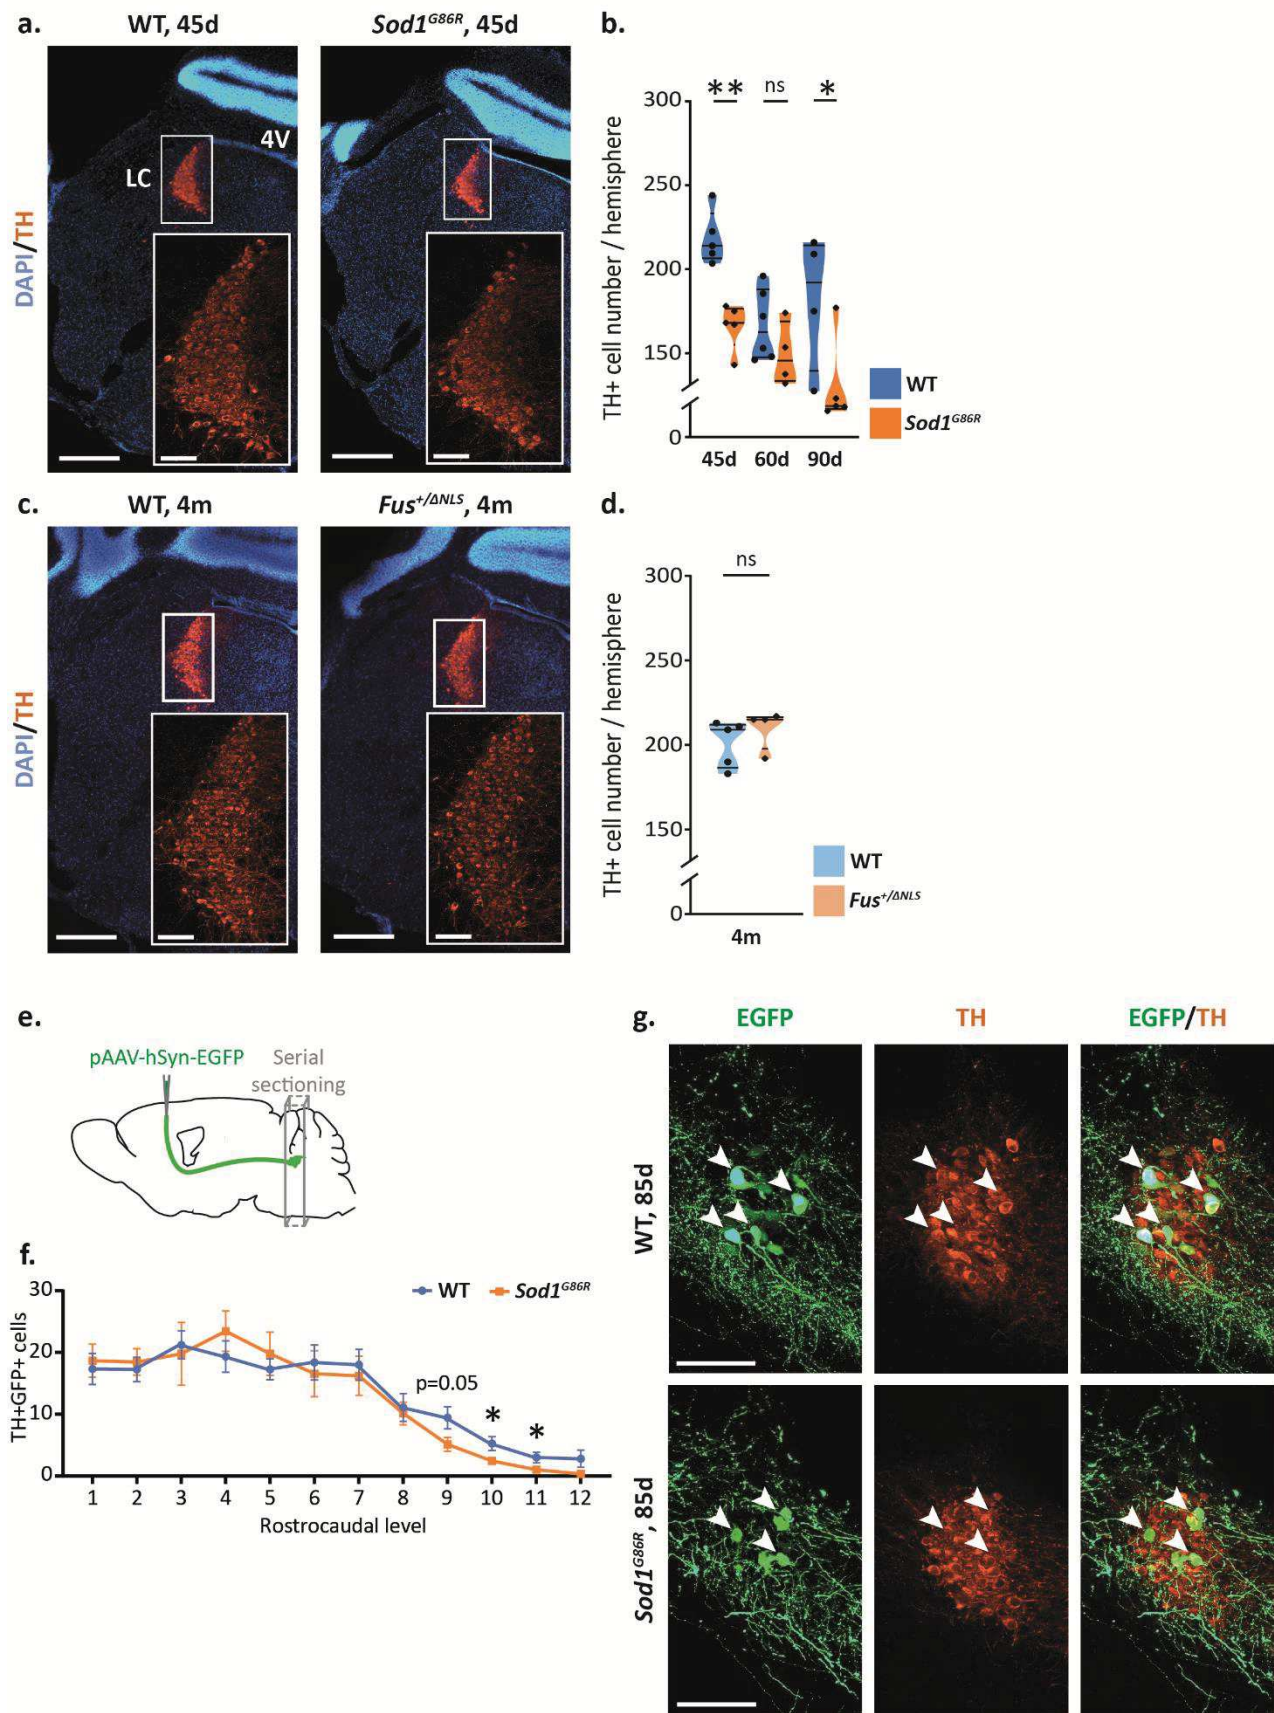 a.
WT, 45d
Sod1G86R, 45d
DAPI/TH
LC
4V
b.
TH+ cell number / hemisphere
** ns *
300
250
200
150
0
45d 60d 90d
WT
Sod1G86R
c.
WT, 4m
Fus+/ΔNLS, 4m
DAPI/TH
d.
TH+ cell number / hemisphere
ns
300
250
200
150
0
4m
WT
Fus+/ΔNLS
e.
pAAV-hSyn-EGFP
Serial
sectioning
f.
WT Sod1G86R
TH+GFP+ cells
30
20
10
0
p=0.05
* *
1 2 3 4 5 6 7 8 9 10 11 12
Rostrocaudal level
g.
EGFP TH EGFP/TH
WT, 85d
Sod1G86R, 85d